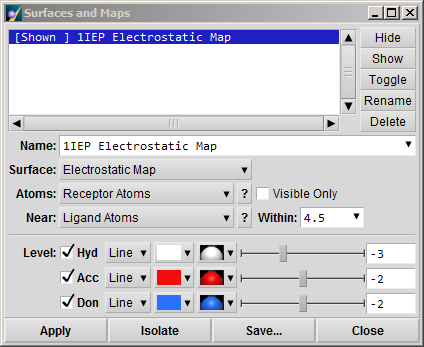 Surfaces and Maps
[Shown ] 1IEP Electrostatic Map
Hide
Show
Toggle
Rename
Delete
Name: 1IEP Electrostatic Map
Surface: Electrostatic Map
Atoms: Receptor Atoms ? Visible Only
Near: Ligand Atoms ? Within: 4.5
Level: Hyd Line -3
Acc Line -2
Don Line -2
Apply Isolate Save... Close